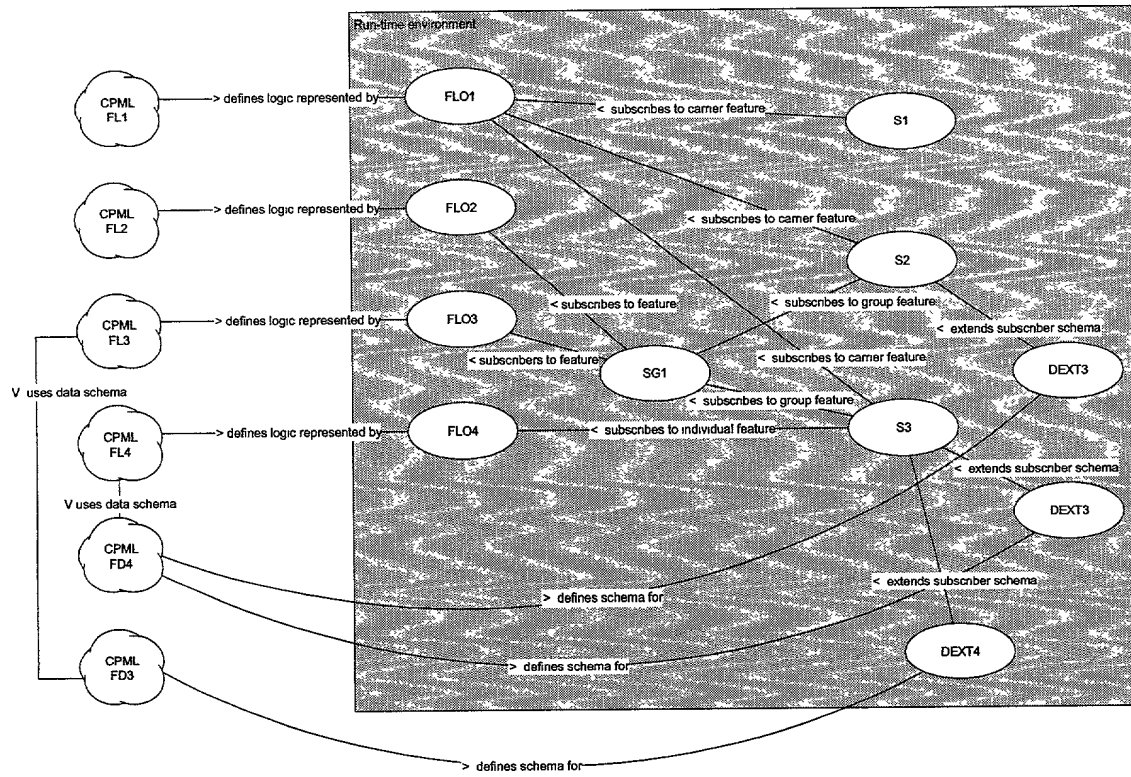 Run-time environment
CPML
FL1
> defines logic represented by
FLO1
< subscribes to carrier feature
S1
CPML
FL2
> defines logic represented by
FLO2
< subscribes to carrier feature
S2
< subscribes to feature
< subscribes to group feature
CPML
FL3
> defines logic represented by
FLO3
< extends subscriber schema
< subscribers to feature
SG1
< subscribes to carrier feature
DEXT3
V uses data schema
< subscribes to group feature
CPML
FL4
> defines logic represented by
FLO4
< subscribes to individual feature
S3
< extends subscriber schema
V uses data schema
DEXT3
CPML
FD4
< extends subscriber schema
> defines schema for
CPML
FD3
> defines schema for
DEXT4
> defines schema for